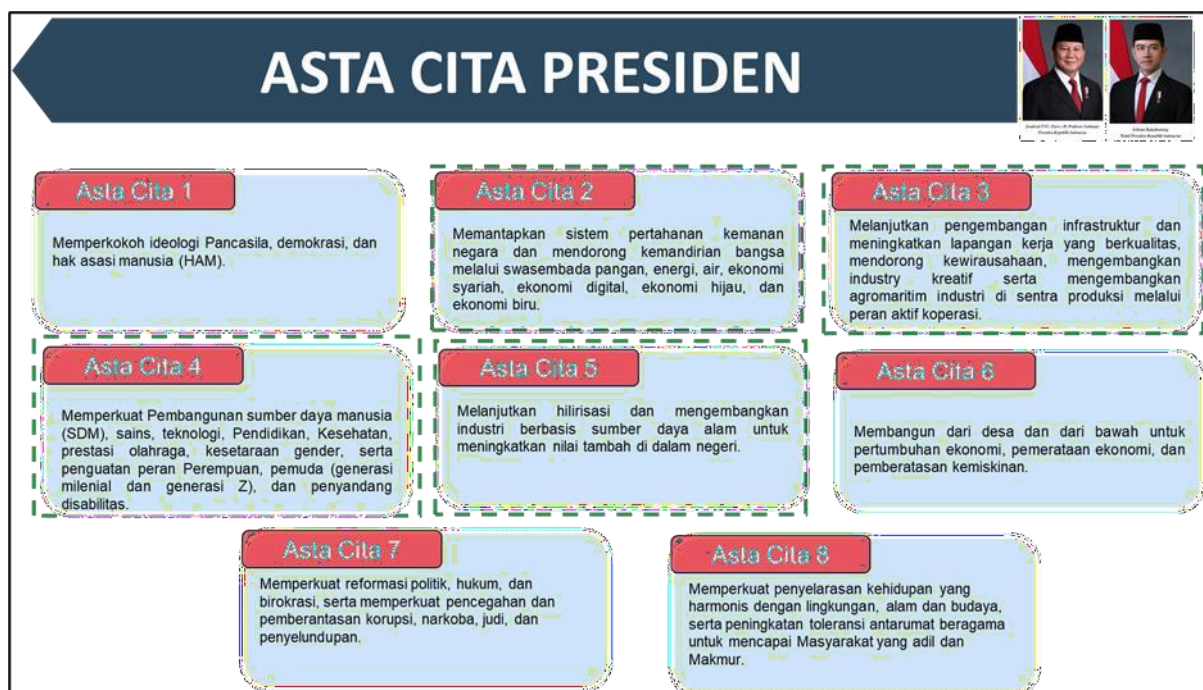 ASTA CITA PRESIDEN
Presiden Republik Indonesia
Wakil Presiden Republik Indonesia
Asta Cita 1
Memperkokoh ideologi Pancasila, demokrasi, dan
hak asasi manusia (HAM).
Asta Cita 2
Memantapkan sistem pertahanan kemanan
negara dan mendorong kemandirian bangsa
melalui swasembada pangan, energi, air, ekonomi
syariah, ekonomi digital, ekonomi hijau, dan
ekonomi biru.
Asta Cita 3
Melanjutkan pengembangan infrastruktur dan
meningkatkan lapangan kerja yang berkualitas,
mendorong kewirausahaan, mengembangkan
industry kreatif serta mengembangkan
agromaritim industri di sentra produksi melalui
peran aktif koperasi.
Asta Cita 4
Memperkuat Pembangunan sumber daya manusia
(SDM), sains, teknologi, Pendidikan, Kesehatan,
prestasi olahraga, kesetaraan gender, serta
penguatan peran Perempuan, pemuda (generasi
milenial dan generasi Z), dan penyandang
disabilitas.
Asta Cita 5
Melanjutkan hilirisasi dan mengembangkan
industri berbasis sumber daya alam untuk
meningkatkan nilai tambah di dalam negeri.
Asta Cita 6
Membangun dari desa dan dari bawah untuk
pertumbuhan ekonomi, pemerataan ekonomi, dan
pemberatasan kemiskinan.
Asta Cita 7
Memperkuat reformasi politik, hukum, dan
birokrasi, serta memperkuat pencegahan dan
pemberantasan korupsi, narkoba, judi, dan
penyelundupan.
Asta Cita 8
Memperkuat penyelarasan kehidupan yang
harmonis dengan lingkungan, alam dan budaya,
serta peningkatan toleransi antarumat beragama
untuk mencapai Masyarakat yang adil dan
Makmur.